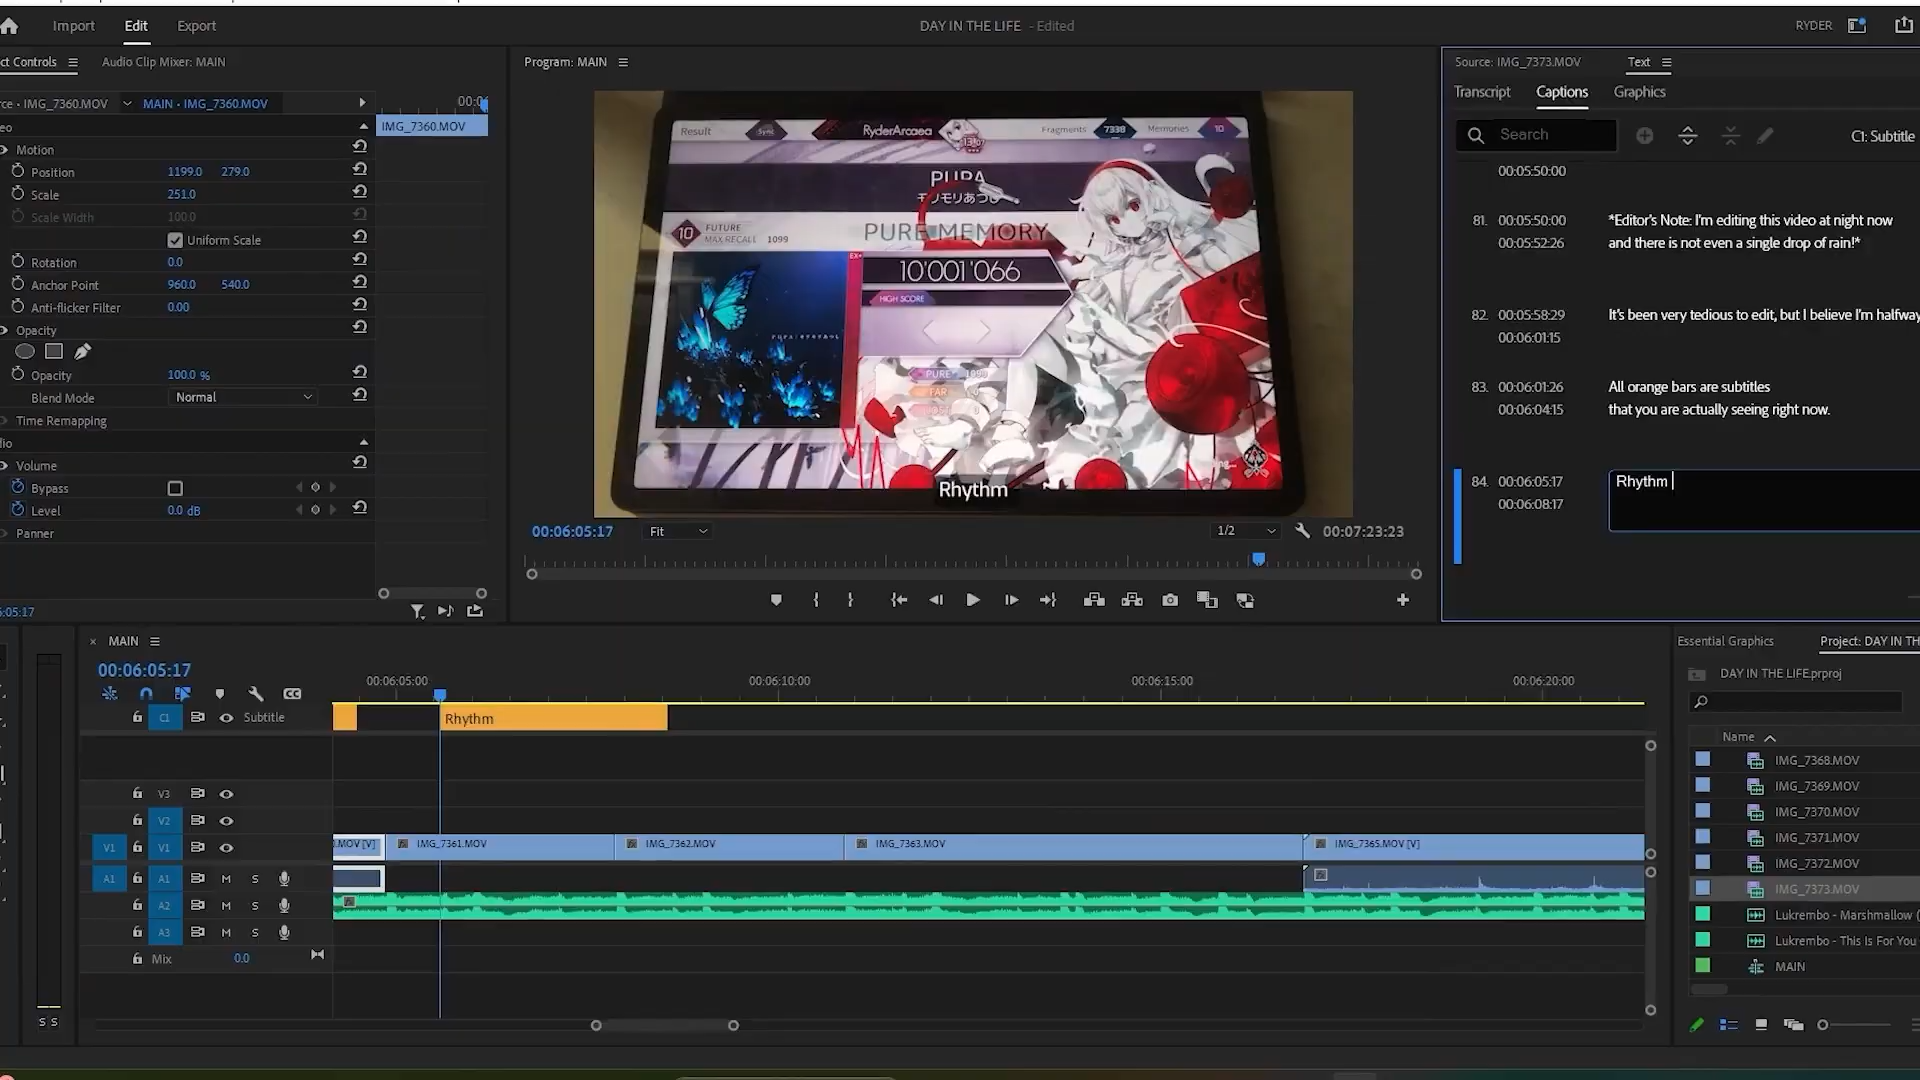 Import
Edit
Export
DAY IN THE LIFE - Edited
RYDER
ct Controls
Audio Clip Mixer: MAIN
Program: MAIN
Source: IMG_7373.MOV
Text
Transcript
Captions
Graphics
Search
C1: Subtitle
rce • IMG_7360.MOV
MAIN • IMG_7360.MOV
IMG_7360.MOV
Motion
Position 1199.0 279.0
Scale 251.0
Scale Width 100.0
Uniform Scale
Rotation 0.0
Anchor Point 960.0 540.0
Anti-flicker Filter 0.00
Opacity
Opacity 100.0 %
Blend Mode Normal
Time Remapping
Volume
Bypass
Level 0.0 dB
Panner
:05:17
Result
Sync
RyderArcaea
Fragments 7338
Memories 10
PUPA
モリモリあつし
10 FUTURE
MAX RECALL 1099
PURE MEMORY
10'001'066
HIGH SCORE
PURE
FAR
Rhythm
00:06:05:17
Fit
1/2
00:07:23:23
00:05:50:00
81. 00:05:50:00 *Editor's Note: I'm editing this video at night now
00:05:52:26 and there is not even a single drop of rain!*
82. 00:05:58:29 It's been very tedious to edit, but I believe I'm halfway
00:06:01:15
83. 00:06:01:26 All orange bars are subtitles
00:06:04:15 that you are actually seeing right now.
84. 00:06:05:17 Rhythm
00:06:08:17
MAIN
00:06:05:17
00:06:05:00
00:06:10:00
00:06:15:00
00:06:20:00
C1 Subtitle
Rhythm
V3
V2
V1 V1
.MOV [V]
IMG_7361.MOV
IMG_7362.MOV
IMG_7363.MOV
IMG_7365.MOV [V]
A1 A1 M S
A2 M S
A3 M S
Mix 0.0
S S
Essential Graphics
Project: DAY IN TH
DAY IN THE LIFE.prproj
Name
IMG_7368.MOV
IMG_7369.MOV
IMG_7370.MOV
IMG_7371.MOV
IMG_7372.MOV
IMG_7373.MOV
Lukrembo - Marshmallow (
Lukrembo - This Is For You
MAIN